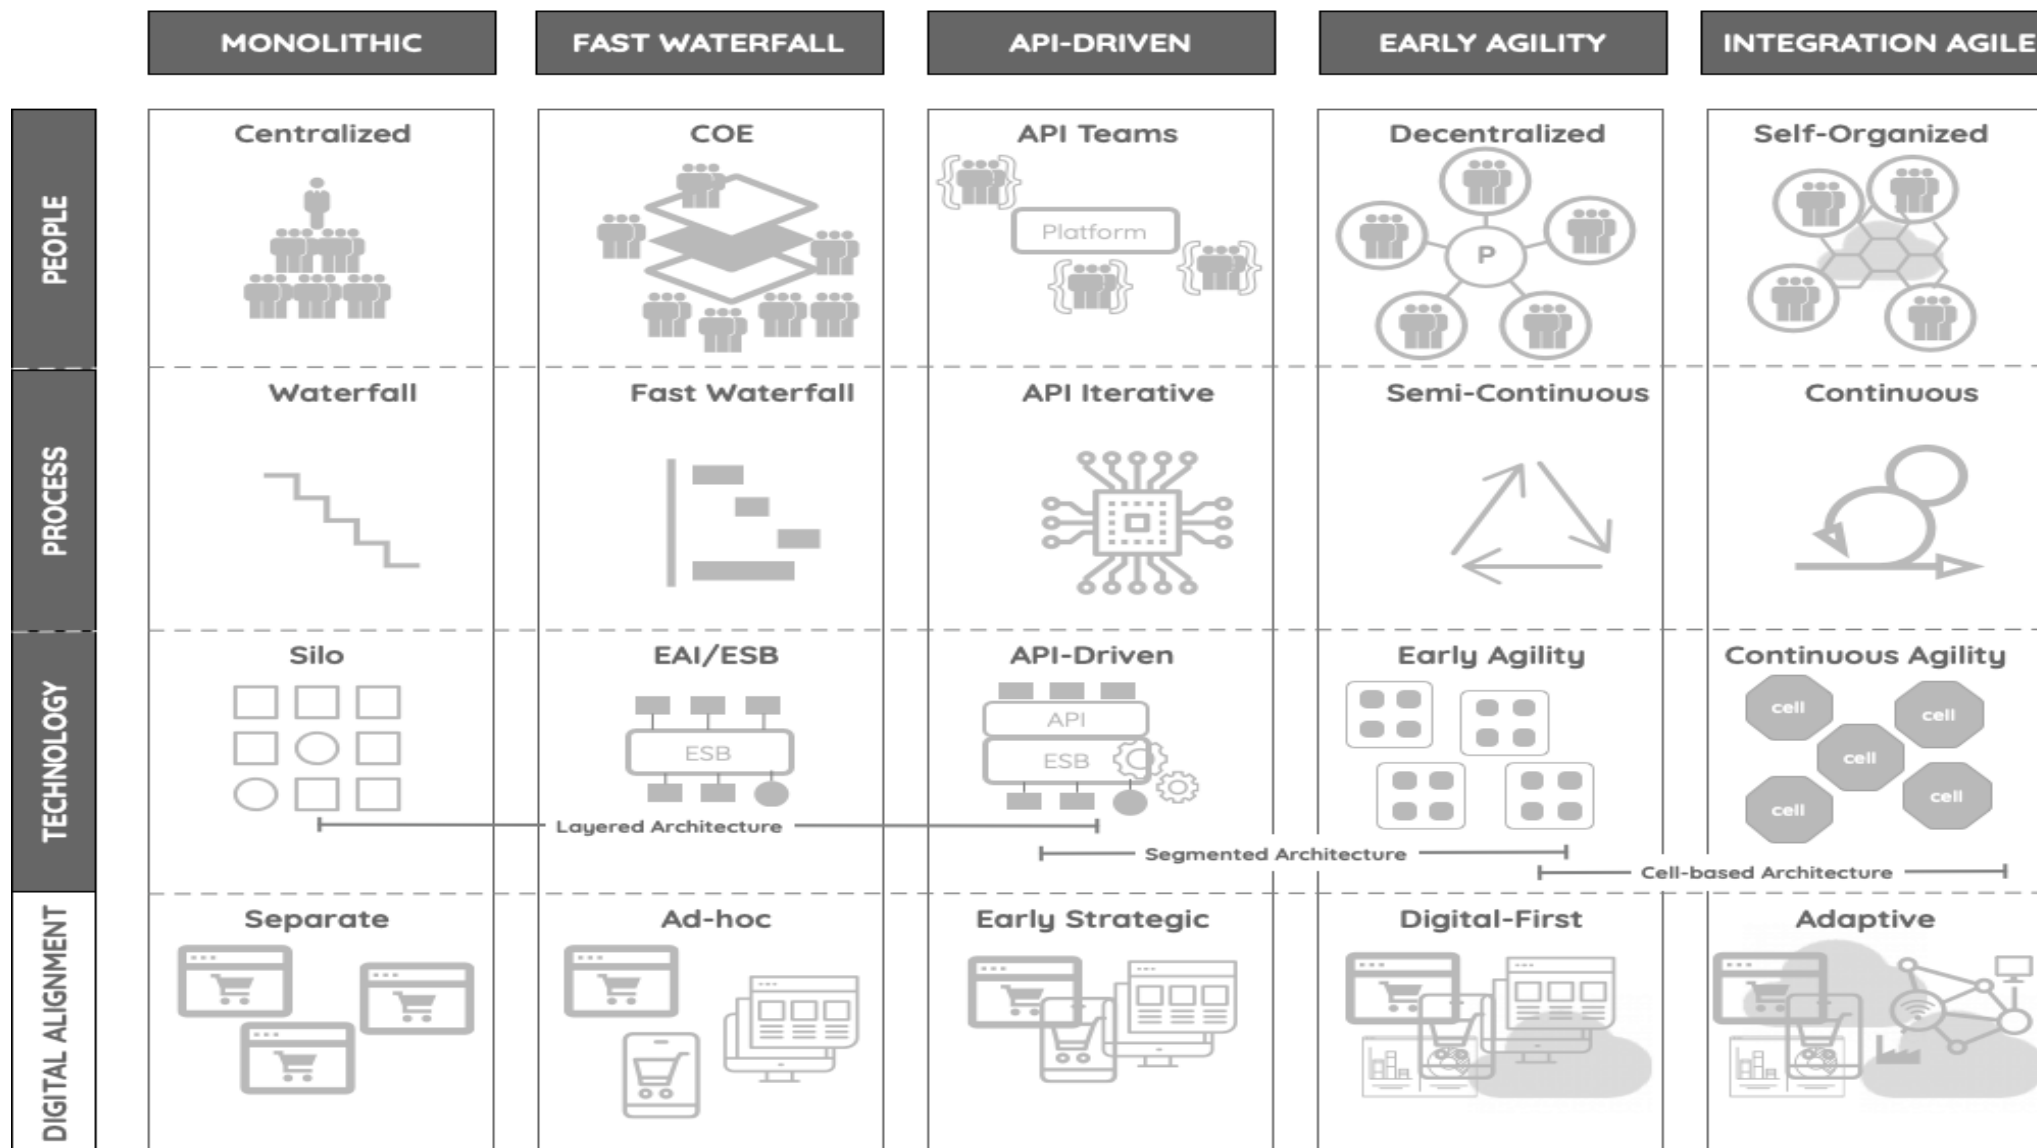 MONOLITHIC
FAST WATERFALL
API-DRIVEN
EARLY AGILITY
INTEGRATION AGILE
PEOPLE
Centralized
COE
API Teams
Platform
Decentralized
P
Self-Organized
PROCESS
Waterfall
Fast Waterfall
API Iterative
Semi-Continuous
Continuous
TECHNOLOGY
Silo
EAI/ESB
ESB
API-Driven
API
ESB
Early Agility
Continuous Agility
cell
cell
cell
cell
cell
Layered Architecture
Segmented Architecture
Cell-based Architecture
DIGITAL ALIGNMENT
Separate
Ad-hoc
Early Strategic
Digital-First
Adaptive